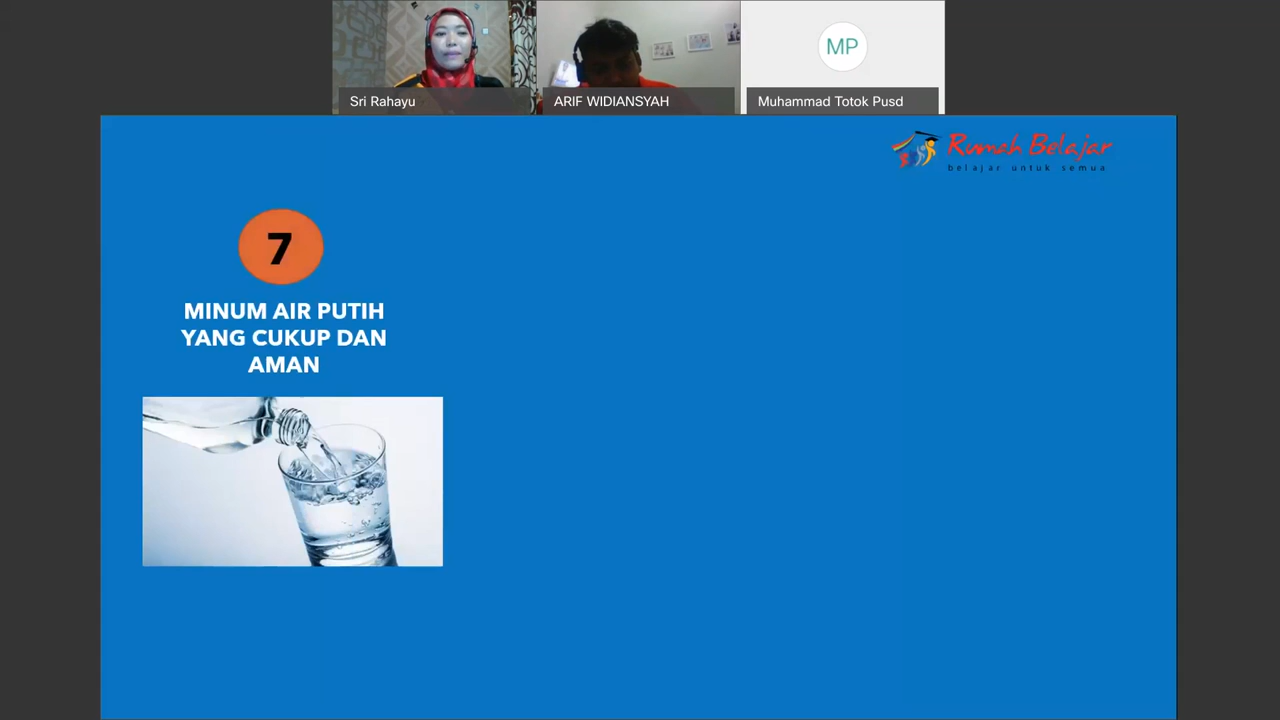 MP
Sri Rahayu
ARIF WIDIANSYAH
Muhammad Totok Pusd
Rumah Belajar
belajar untuk semua
7
MINUM AIR PUTIH
YANG CUKUP DAN
AMAN